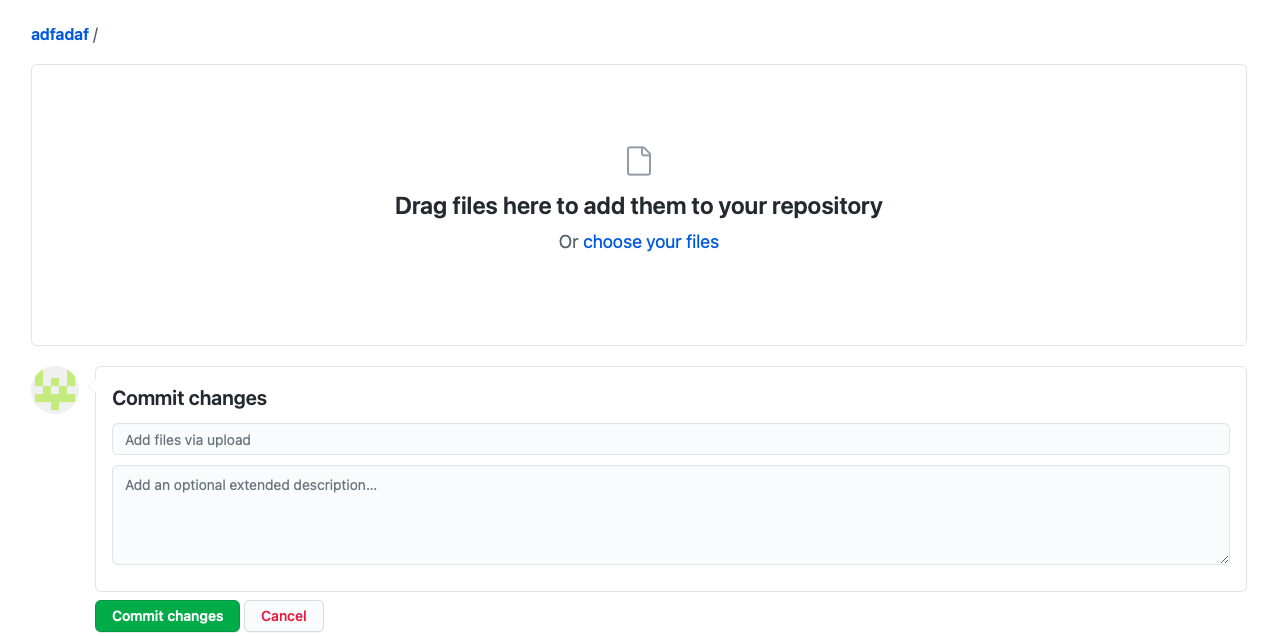 adfadaf /
Drag files here to add them to your repository
Or choose your files
Commit changes
Add files via upload
Add an optional extended description...
Commit changes
Cancel